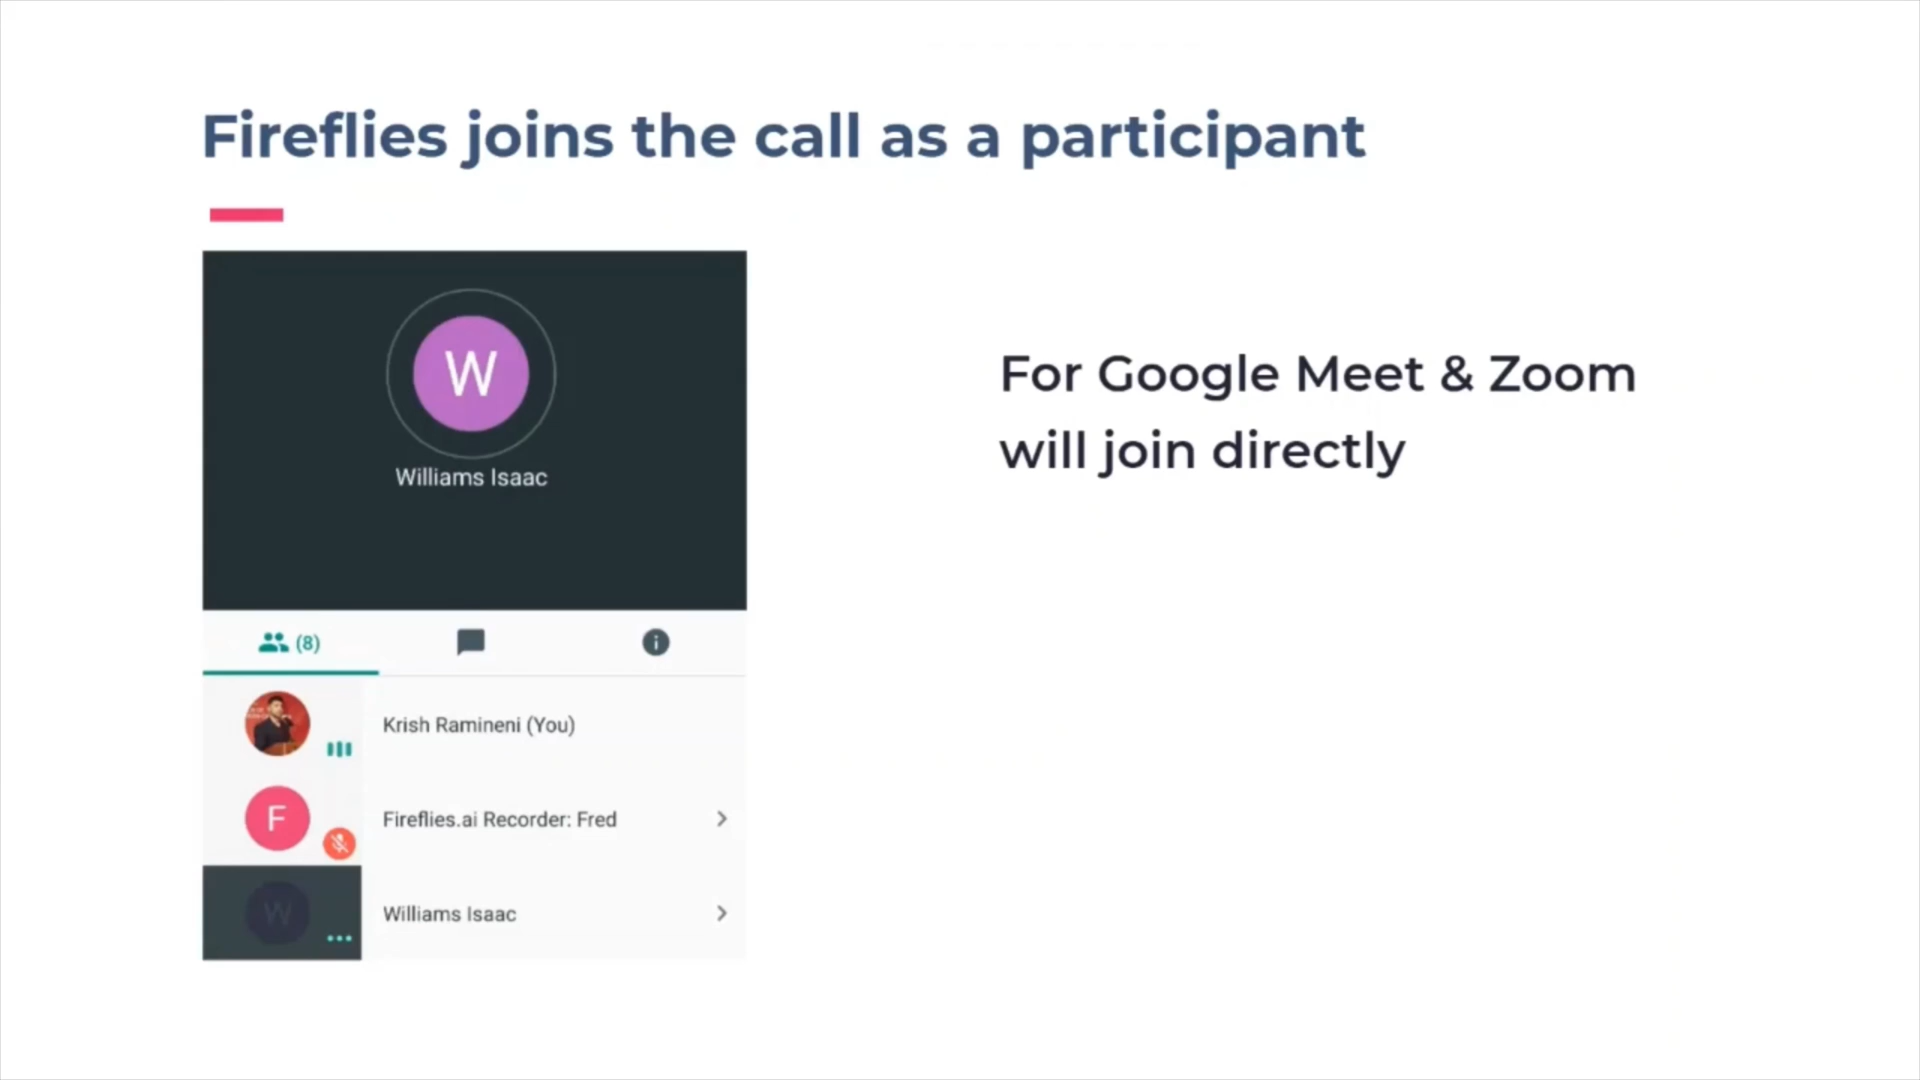 Fireflies joins the call as a participant
W
Williams Isaac
For Google Meet & Zoom
will join directly
(8)
Krish Ramineni (You)
F
Fireflies.ai Recorder: Fred
W
Williams Isaac